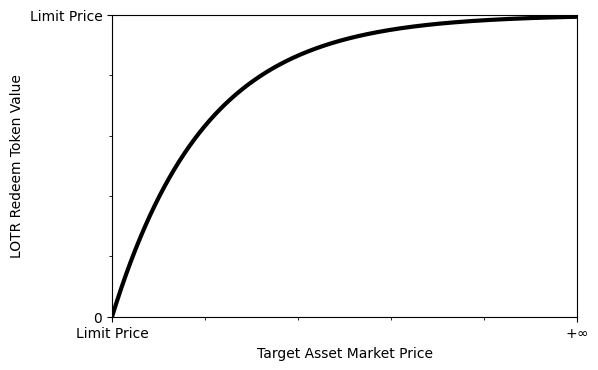 Limit Price
LOTR Redeem Token Value
0
Limit Price
+∞
Target Asset Market Price